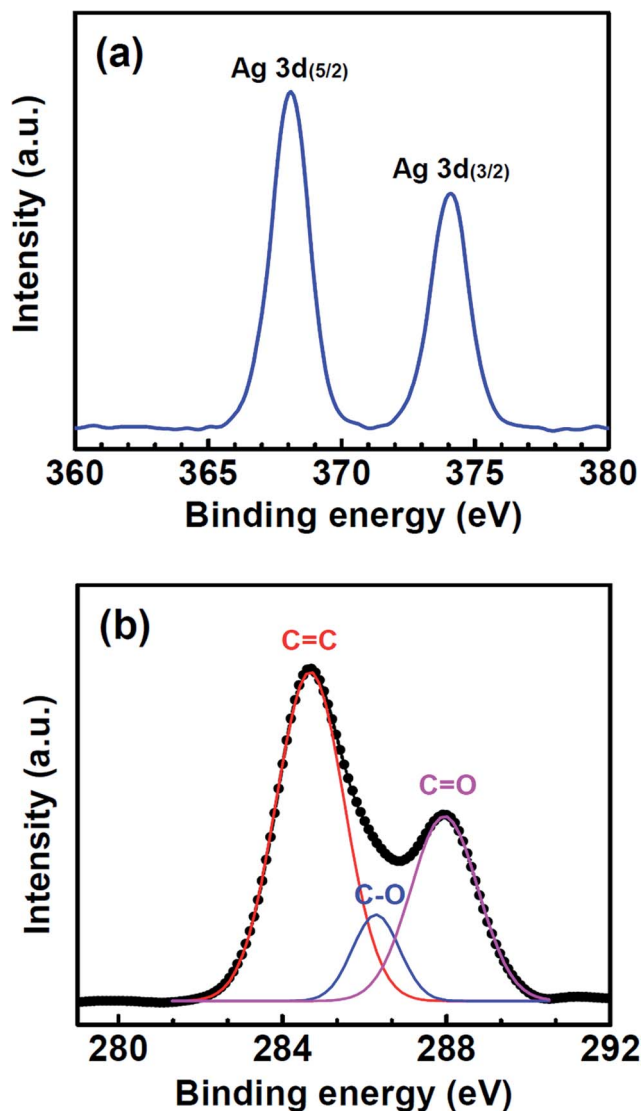 (a)
Ag 3d(5/2)
Ag 3d(3/2)
Intensity (a.u.)
360 365 370 375 380
Binding energy (eV)
(b)
C=C
C=O
C-O
Intensity (a.u.)
280 284 288 292
Binding energy (eV)